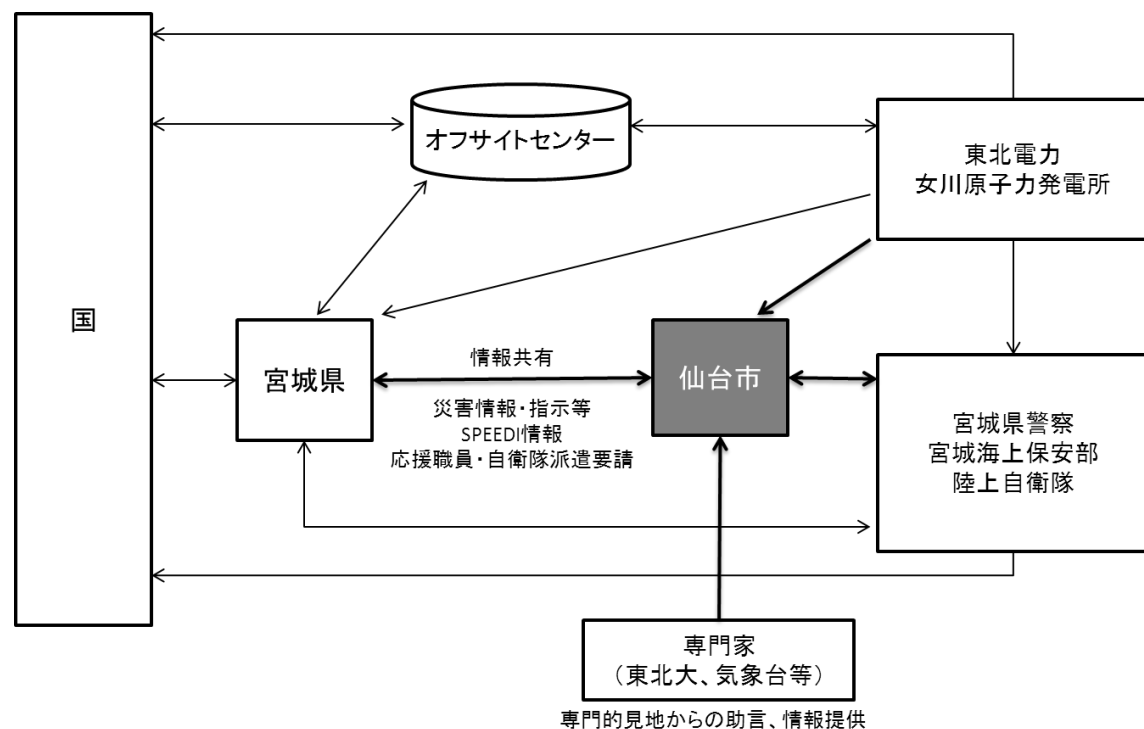 オフサイトセンター
東北電力
女川原子力発電所
国
宮城県
情報共有
災害情報・指示等
SPEEDI情報
応援職員・自衛隊派遣要請
仙台市
宮城県警察
宮城海上保安部
陸上自衛隊
専門家
（東北大、気象台等）
専門的見地からの助言、情報提供